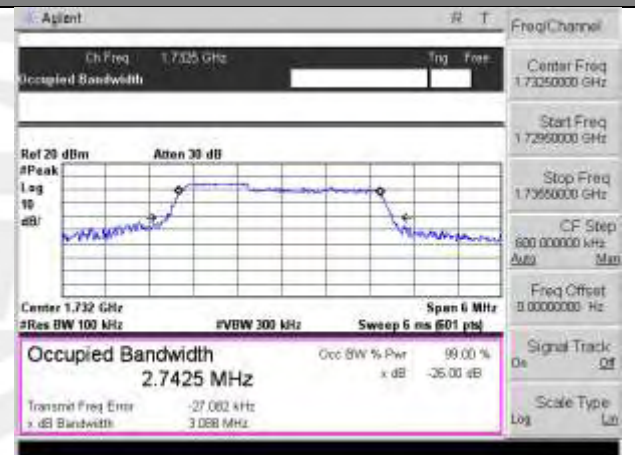 Agilent R T
Freq/Channel
Ch Freq 1.7325 GHz Trig Free
Occupied Bandwidth
Center Freq
1.73250000 GHz
Start Freq
1.72950000 GHz
Stop Freq
1.73550000 GHz
CF Step
600.000000 kHz
Auto Man
Freq Offset
0.00000000 Hz
Signal Track
On Off
Scale Type
Log Lin
Ref 20 dBm Atten 30 dB
#Peak
Log
10
dB/
Center 1.732 GHz Span 6 MHz
#Res BW 100 kHz #VBW 300 kHz Sweep 6 ms (601 pts)
Occupied Bandwidth Occ BW % Pwr 99.00 %
2.7425 MHz x dB -26.00 dB
Transmit Freq Error -27.062 kHz
x dB Bandwidth 3.088 MHz